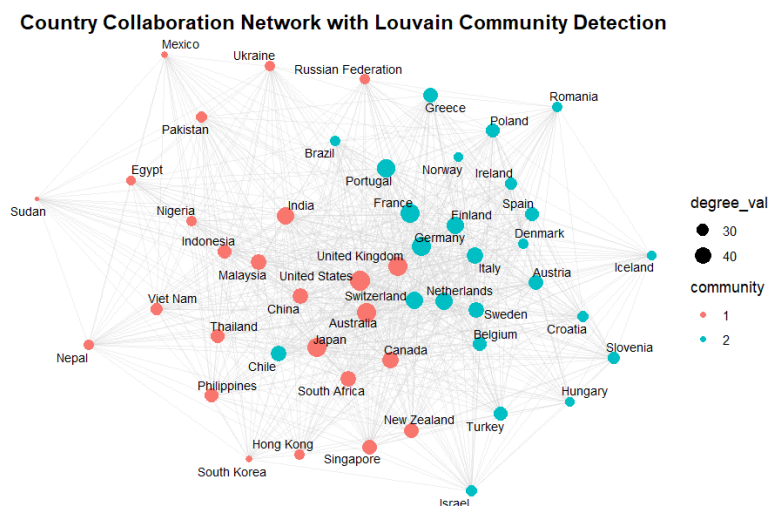 Country Collaboration Network with Louvain Community Detection
Mexico
Ukraine
Russian Federation
Romania
Greece
Pakistan
Poland
Brazil
Norway
Ireland
Egypt
Portugal
Sudan
Nigeria
India
France
Finland
Spain
degree_val
30
40
Indonesia
Germany
Denmark
Malaysia
United Kingdom
Italy
Iceland
United States
Austria
community
1
2
Viet Nam
China
Switzerland
Netherlands
Sweden
Australia
Croatia
Nepal
Thailand
Japan
Belgium
Slovenia
Chile
Canada
Philippines
South Africa
Hungary
New Zealand
Turkey
Hong Kong
Singapore
South Korea
Israel